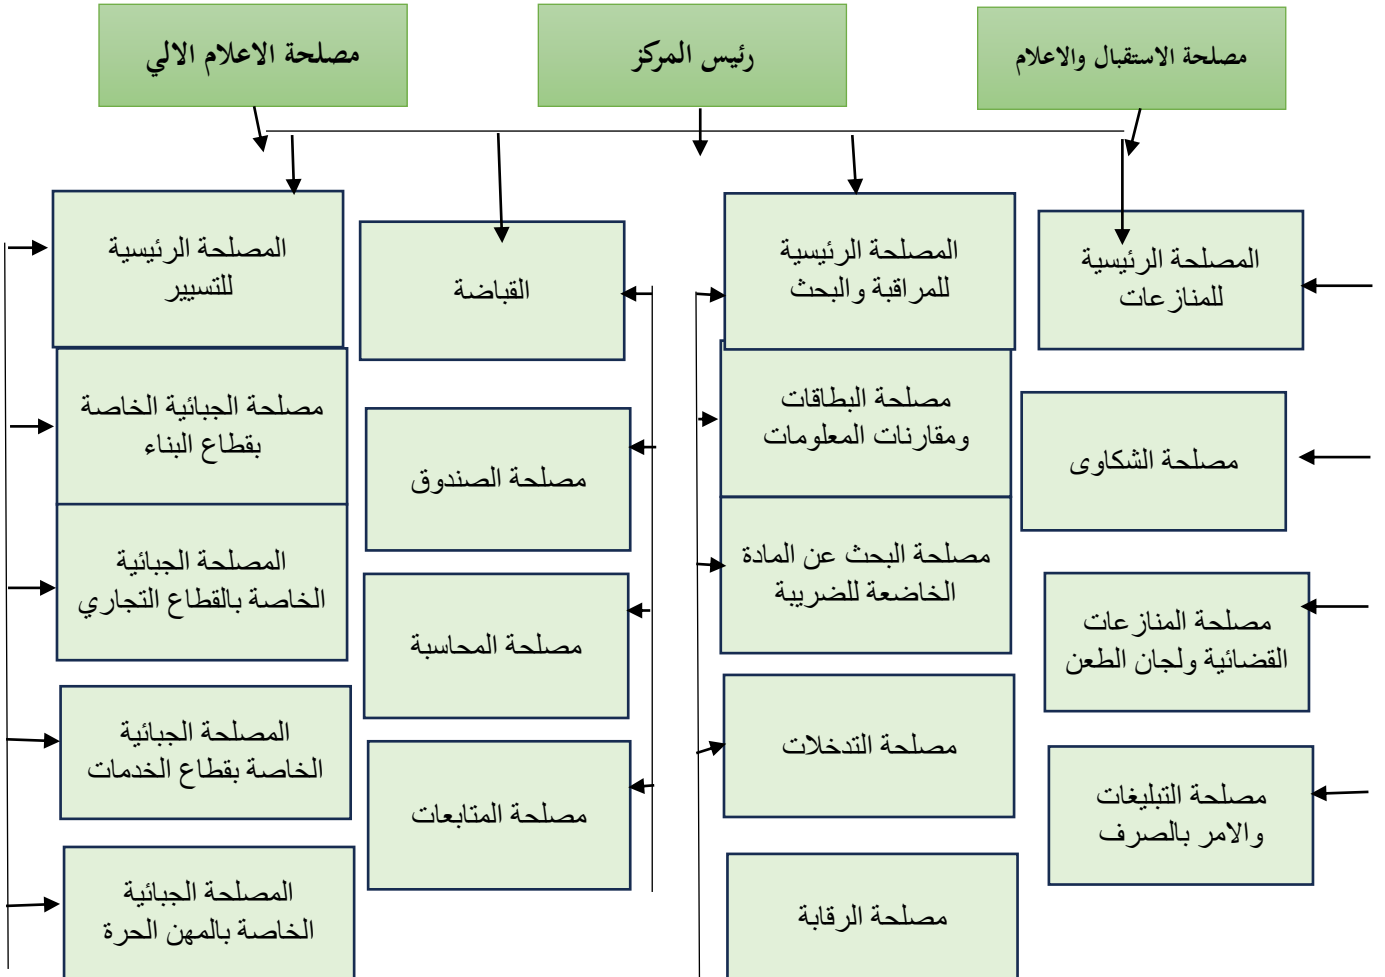 مصلحة الاستقبال والاعلام
رئيس المركز
مصلحة الاعلام الالي
المصلحة الرئيسية
للمنازعات
مصلحة الشكاوى
مصلحة المنازعات
القضائية ولجان الطعن
مصلحة التبليغات
والامر بالصرف
المصلحة الرئيسية
للمراقبة والبحث
مصلحة البطاقات
ومقارنات المعلومات
مصلحة البحث عن المادة
الخاضعة للضريبة
مصلحة التدخلات
مصلحة الرقابة
القباضة
مصلحة الصندوق
مصلحة المحاسبة
مصلحة المتابعات
المصلحة الرئيسية
للتسيير
مصلحة الجبائية الخاصة
بقطاع البناء
المصلحة الجبائية
الخاصة بالقطاع التجاري
المصلحة الجبائية
الخاصة بقطاع الخدمات
المصلحة الجبائية
الخاصة بالمهن الحرة